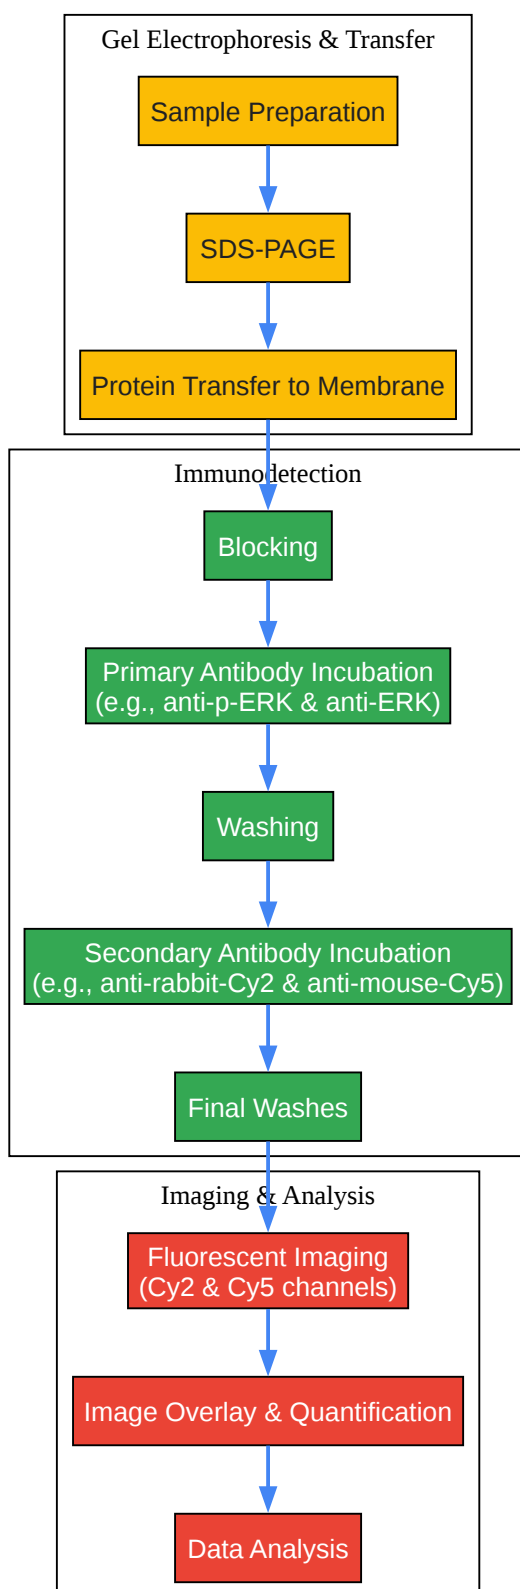 Gel Electrophoresis & Transfer
Sample Preparation
SDS-PAGE
Protein Transfer to Membrane
Immunodetection
Blocking
Primary Antibody Incubation
(e.g., anti-p-ERK & anti-ERK)
Washing
Secondary Antibody Incubation
(e.g., anti-rabbit-Cy2 & anti-mouse-Cy5)
Final Washes
Imaging & Analysis
Fluorescent Imaging
(Cy2 & Cy5 channels)
Image Overlay & Quantification
Data Analysis